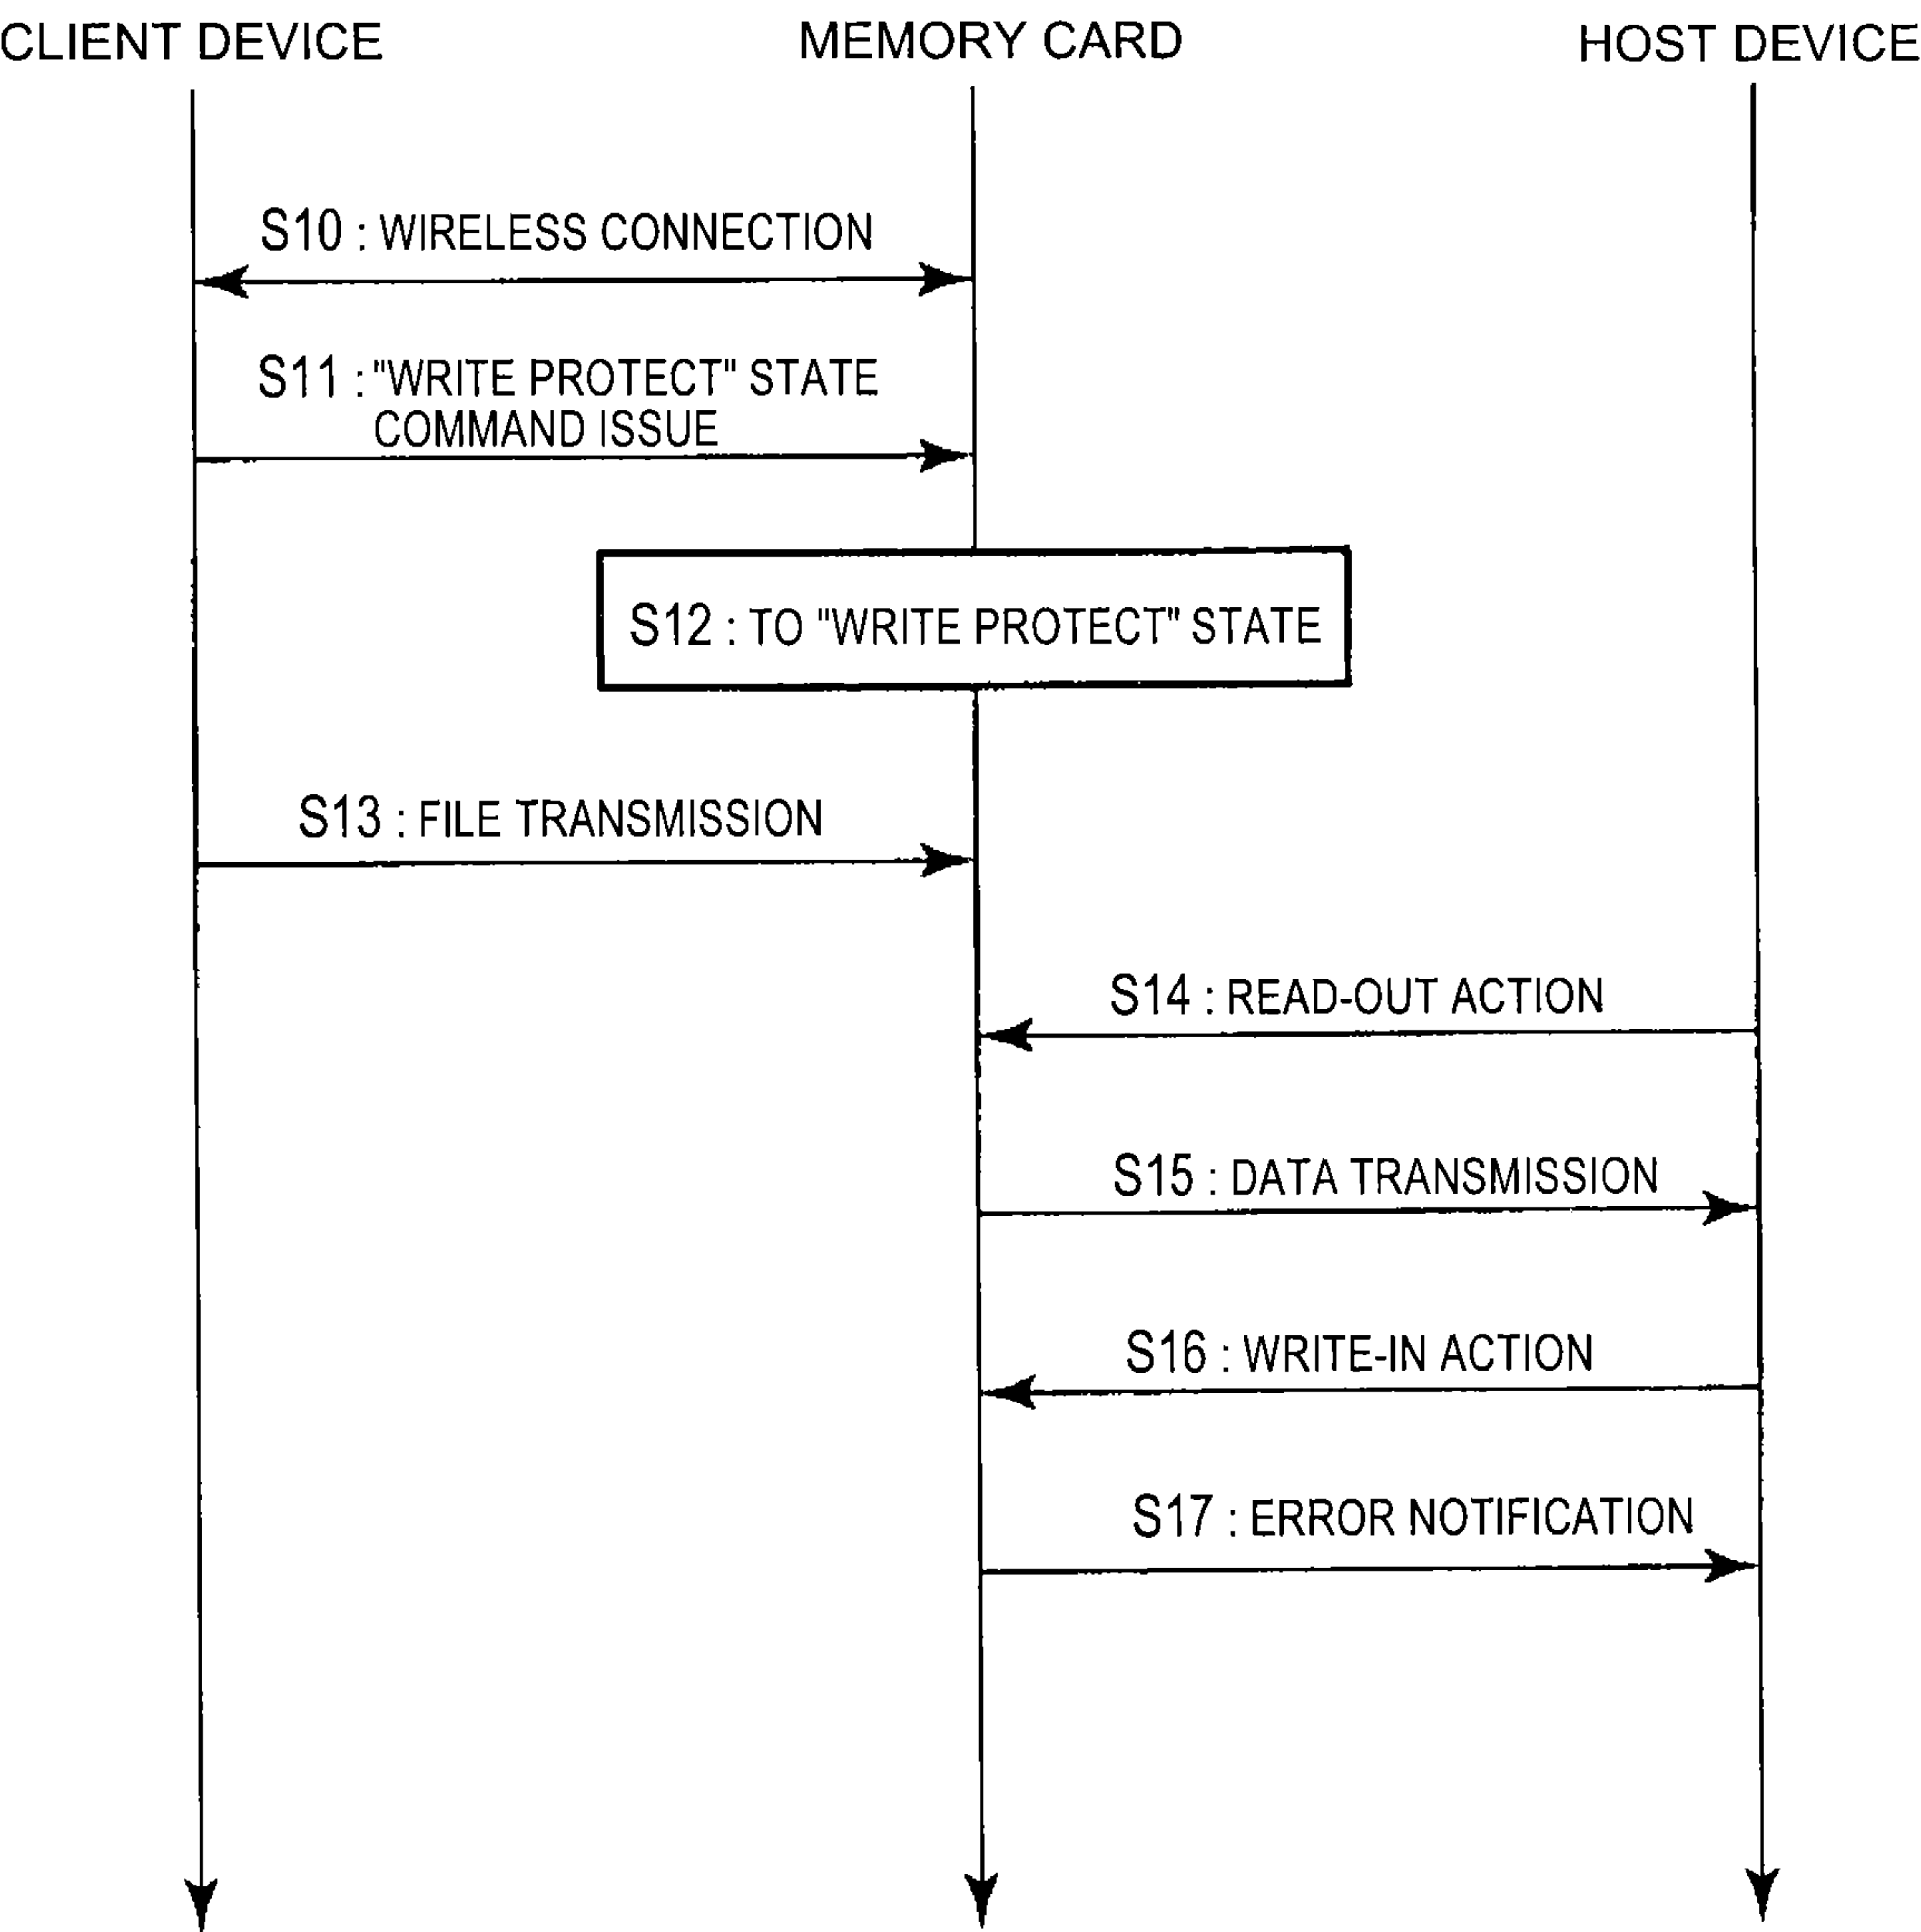 CLIENT DEVICE
MEMORY CARD
HOST DEVICE
S10 : WIRELESS CONNECTION
S11 : "WRITE PROTECT" STATE
COMMAND ISSUE
S12 : TO "WRITE PROTECT" STATE
S13 : FILE TRANSMISSION
S14 : READ-OUT ACTION
S15 : DATA TRANSMISSION
S16 : WRITE-IN ACTION
S17 : ERROR NOTIFICATION